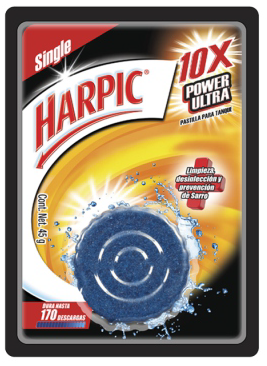 Single
HARPIC®
10X
POWER
ULTRA
PASTILLA PARA TANQUE
Limpieza,
desinfección y
prevención
de Sarro
Cont. Net. 45 g
DURA HASTA
170 DESCARGAS